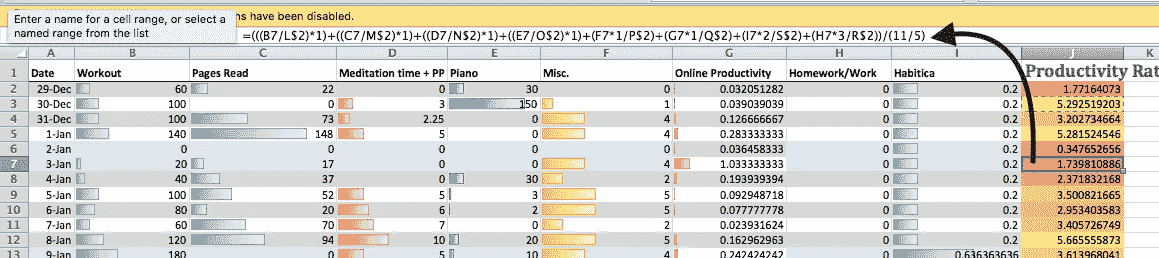 Enter a name for a cell range, or select a ns have been disabled.
named range from the list =(((B7/L$2)*1)+((C7/M$2)*1)+((D7/N$2)*1)+((E7/O$2)*1)+(F7*1/P$2)+(G7*1/Q$2)+(I7*2/S$2)+(H7*3/R$2))/(11/5)
A B C D E F G H I J K
1 Date Workout Pages Read Meditation time + PP Piano Misc. Online Productivity Homework/Work Habitica Productivity Rat
2 29-Dec 60 22 0 30 0 0.032051282 0 0.2 1.77164073
3 30-Dec 100 0 3 150 1 0.039039039 0 0.2 5.292519203
4 31-Dec 100 73 2.25 0 4 0.126666667 0 0.2 3.202734664
5 1-Jan 140 148 5 0 4 0.283333333 0 0.2 5.281524546
6 2-Jan 0 0 0 0 0 0.036458333 0 0.2 0.347652656
7 3-Jan 20 17 0 0 4 1.033333333 0 0.2 1.739810886
8 4-Jan 40 37 0 30 2 0.193939394 0 0.2 2.371832168
9 5-Jan 100 52 5 3 5 0.092948718 0 0.2 3.500821665
10 6-Jan 80 20 6 2 5 0.077777778 0 0.2 2.953403583
11 7-Jan 60 70 7 0 2 0.023931624 0 0.2 3.405726749
12 8-Jan 120 94 10 20 5 0.162962963 0 0.2 5.665555873
13 9-Jan 180 0 5 10 4 0.242424242 0 0.636363636 3.613968041